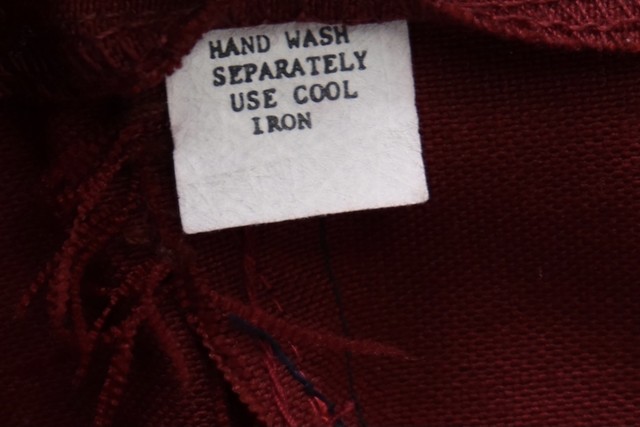 HAND WASH
SEPARATELY
USE COOL
IRON